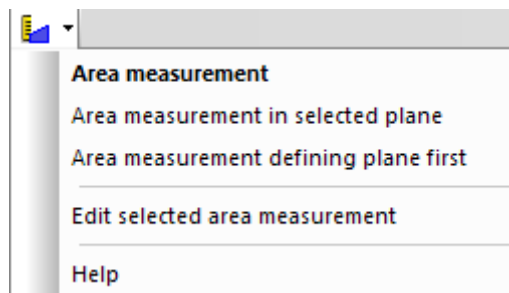 Area measurement
Area measurement in selected plane
Area measurement defining plane first
Edit selected area measurement
Help